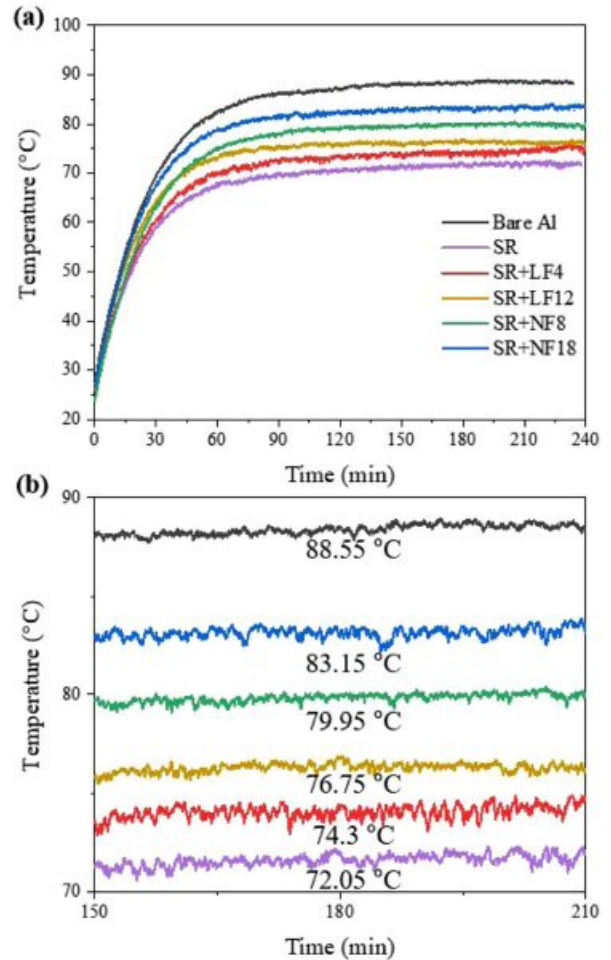 (a)
100
90
80
70
60
50
40
30
20
Temperature (°C)
Bare Al
SR
SR+LF4
SR+LF12
SR+NF8
SR+NF18
0 30 60 90 120 150 180 210 240
Time (min)
(b)
90
80
70
Temperature (°C)
88.55 °C
83.15 °C
79.95 °C
76.75 °C
74.3 °C
72.05 °C
150 180 210
Time (min)